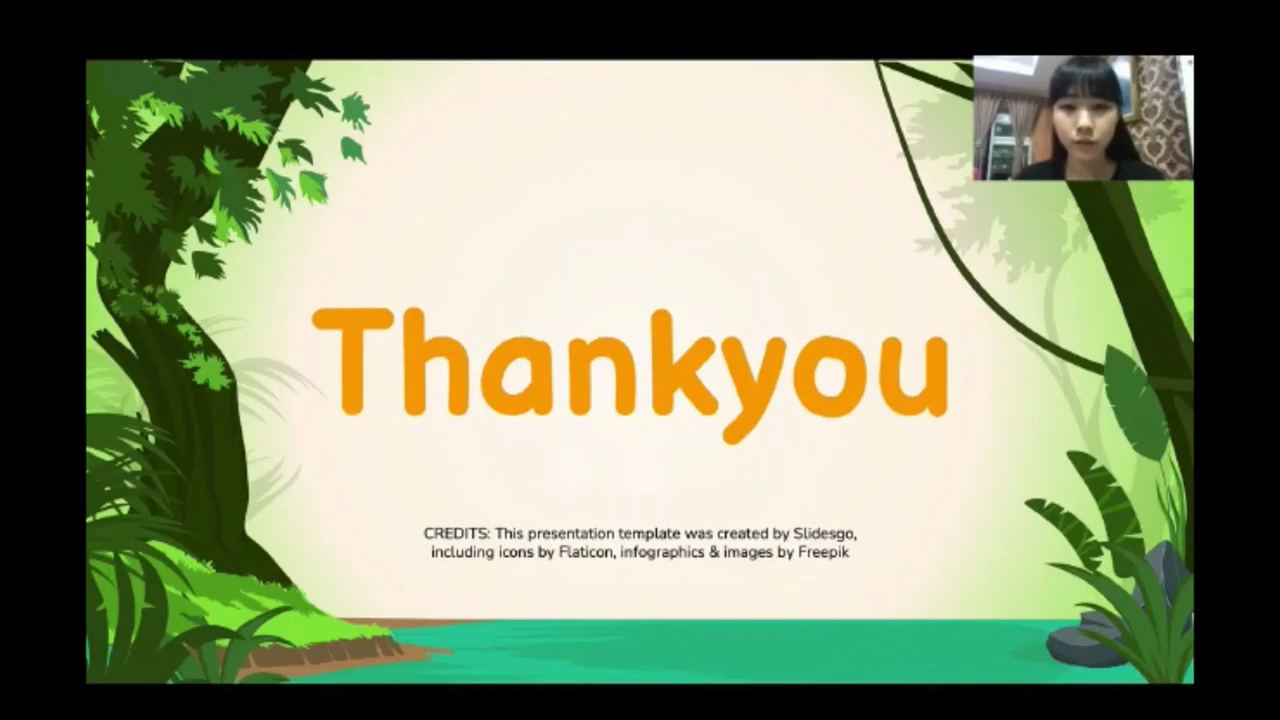 Thankyou
CREDITS: This presentation template was created by Slidesgo,
including icons by Flaticon, infographics & images by Freepik